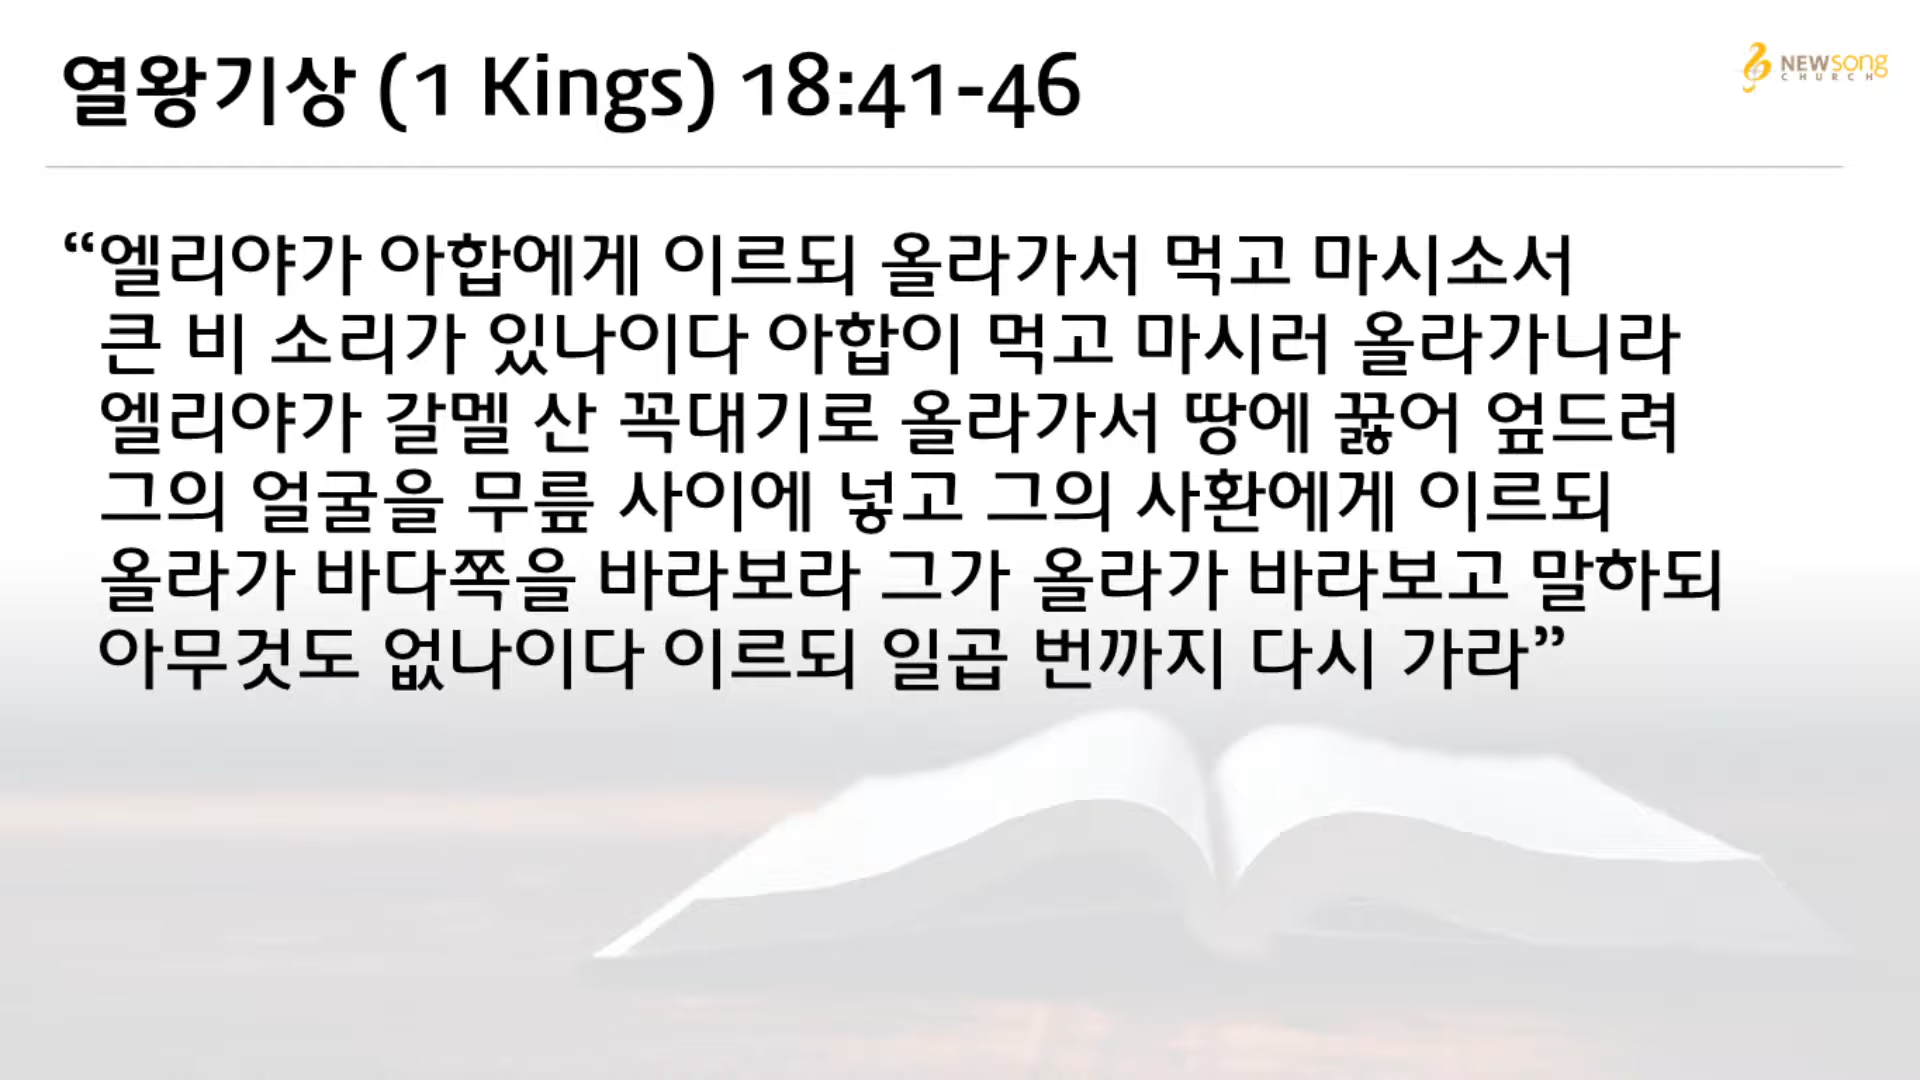 열왕기상 (1 Kings) 18:41-46
NEWSONG
CHURCH
“엘리야가 아합에게 이르되 올라가서 먹고 마시소서
큰 비 소리가 있나이다 아합이 먹고 마시러 올라가니라
엘리야가 갈멜 산 꼭대기로 올라가서 땅에 꿇어 엎드려
그의 얼굴을 무릎 사이에 넣고 그의 사환에게 이르되
올라가 바다쪽을 바라보라 그가 올라가 바라보고 말하되
아무것도 없나이다 이르되 일곱 번까지 다시 가라”